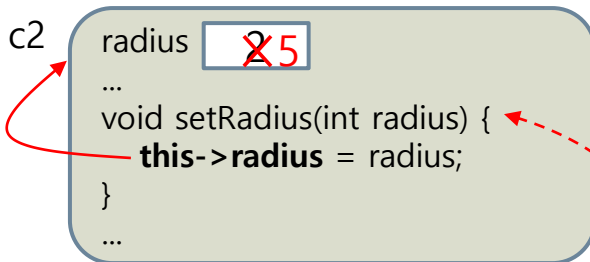 c2
radius 2 5
...
void setRadius(int radius) {
this->radius = radius;
}
...